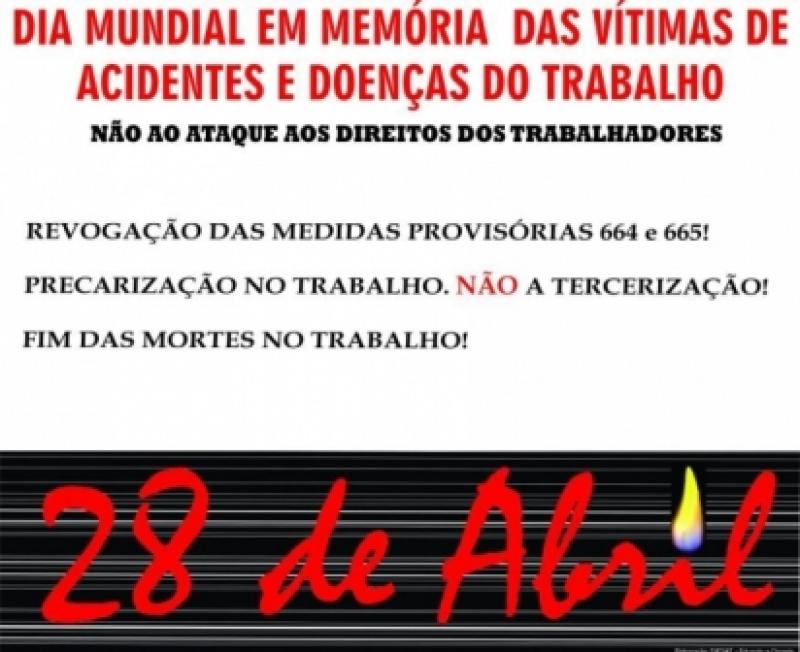 DIA MUNDIAL EM MEMÓRIA DAS VÍTIMAS DE
ACIDENTES E DOENÇAS DO TRABALHO
NÃO AO ATAQUE AOS DIREITOS DOS TRABALHADORES
REVOGAÇÃO DAS MEDIDAS PROVISÓRIAS 664 e 665!
PRECARIZAÇÃO NO TRABALHO. NÃO A TERCERIZAÇÃO!
FIM DAS MORTES NO TRABALHO!
28 de Abril